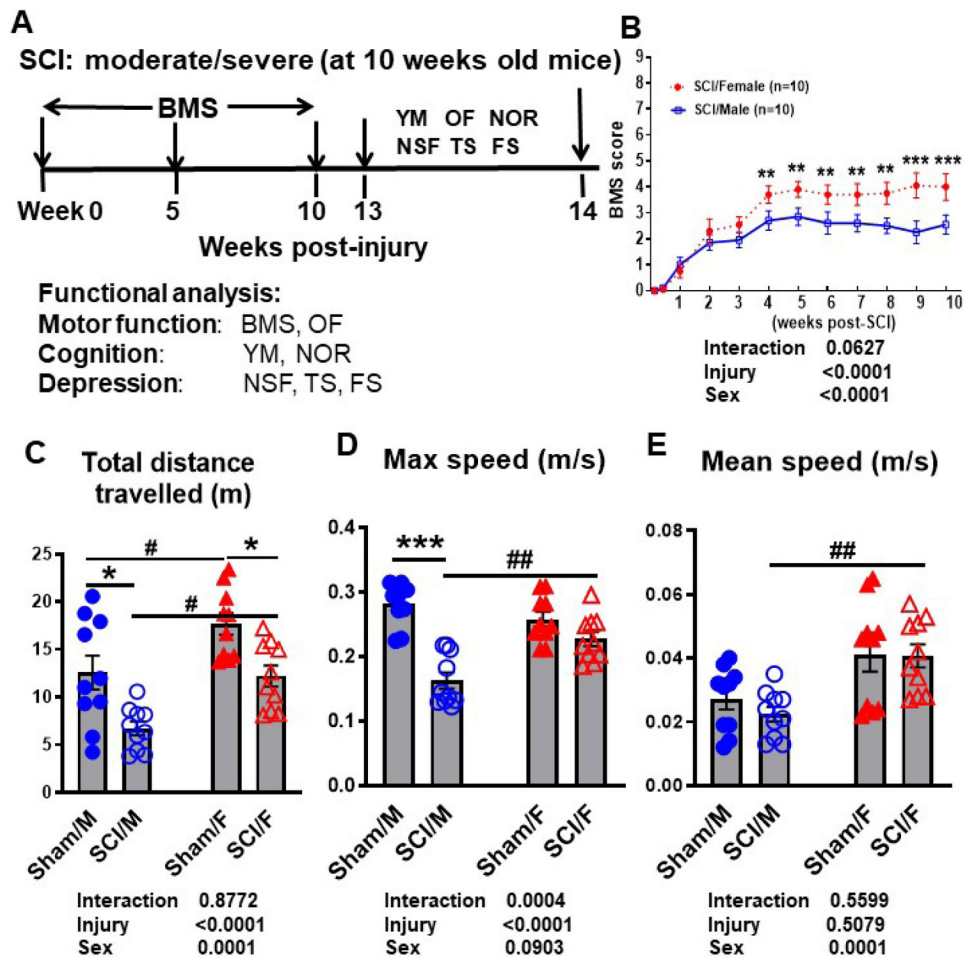 A
SCI: moderate/severe (at 10 weeks old mice)
BMS
YM OF NOR
NSF TS FS
Week 0 5 10 13 14
Weeks post-injury
Functional analysis:
Motor function: BMS, OF
Cognition: YM, NOR
Depression: NSF, TS, FS
B
SCI/Female (n=10)
SCI/Male (n=10)
** ** ** ** ** *** ***
BMS score
9
8
7
6
5
4
3
2
1
0
1 2 3 4 5 6 7 8 9 10
(weeks post-SCI)
Interaction 0.0627
Injury <0.0001
Sex <0.0001
C
Total distance
travelled (m)
# *
* #
25
20
15
10
5
0
Sham/M SCI/M Sham/F SCI/F
Interaction 0.8772
Injury <0.0001
Sex 0.0001
D
Max speed (m/s)
*** ##
0.4
0.3
0.2
0.1
0.0
Sham/M SCI/M Sham/F SCI/F
Interaction 0.0004
Injury <0.0001
Sex 0.0903
E
Mean speed (m/s)
##
0.08
0.06
0.04
0.02
0.00
Sham/M SCI/M Sham/F SCI/F
Interaction 0.5599
Injury 0.5079
Sex 0.0001